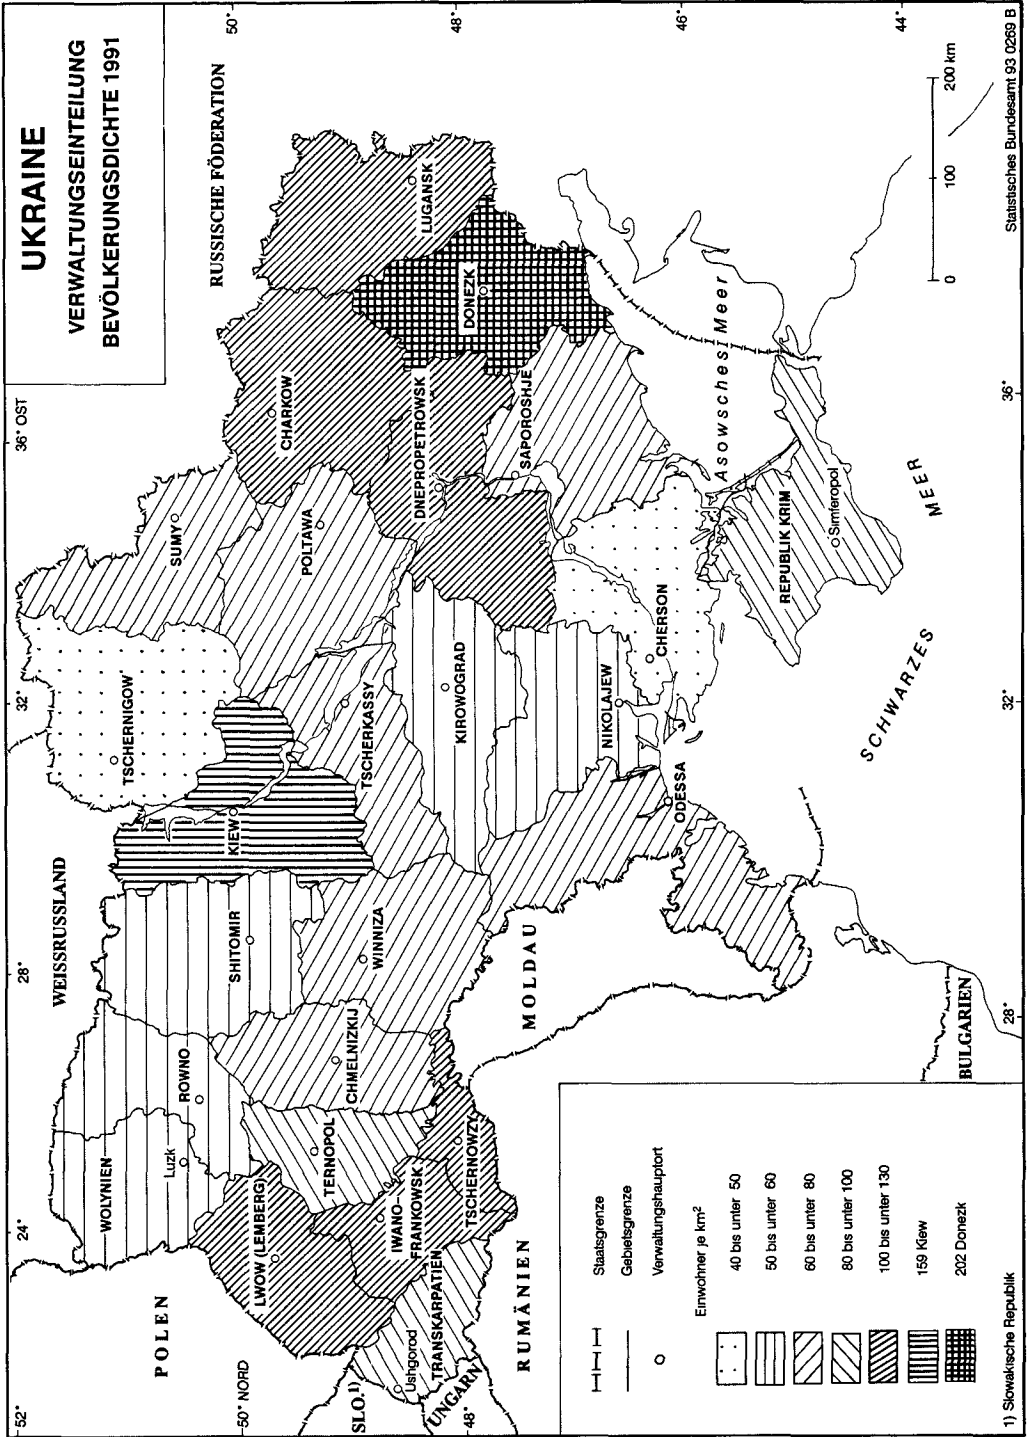 UKRAINE
VERWALTUNGSEINTEILUNG
BEVÖLKERUNGSDICHTE 1991
52°
50° NORD
48°
24°
28°
32°
36° OST
50°
48°
46°
44°
36°
32°
28°
POLEN
WEISSRUSSLAND
RUSSISCHE FÖDERATION
SLO.1)
UNGARN
RUMÄNIEN
MOLDAU
BULGARIEN
WOLYNIEN
Luzk
ROWNO
SHITOMIR
KIEW
TSCHERNIGOW
SUMY
LWOW (LEMBERG)
TERNOPOL
CHMELNIZKIJ
WINNIZA
TSCHERKASSY
POLTAWA
CHARKOW
LUGANSK
IWANO-
FRANKOWSK
TSCHERNOWZY
TRANSKARPATIEN
Ushgorod
KIROWOGRAD
DNEPROPETROWSK
DONEZK
SAPOROSHJE
NIKOLAJEW
ODESSA
CHERSON
REPUBLIK KRIM
Simferopol
Asowsches Meer
SCHWARZES
MEER
0 100 200 km
Staatsgrenze
Gebietsgrenze
Verwaltungshauptort
Einwohner je km²
40 bis unter 50
50 bis unter 60
60 bis unter 80
80 bis unter 100
100 bis unter 130
159 Kiew
202 Donezk
1) Slowakische Republik
Statistisches Bundesamt 93 0269 B